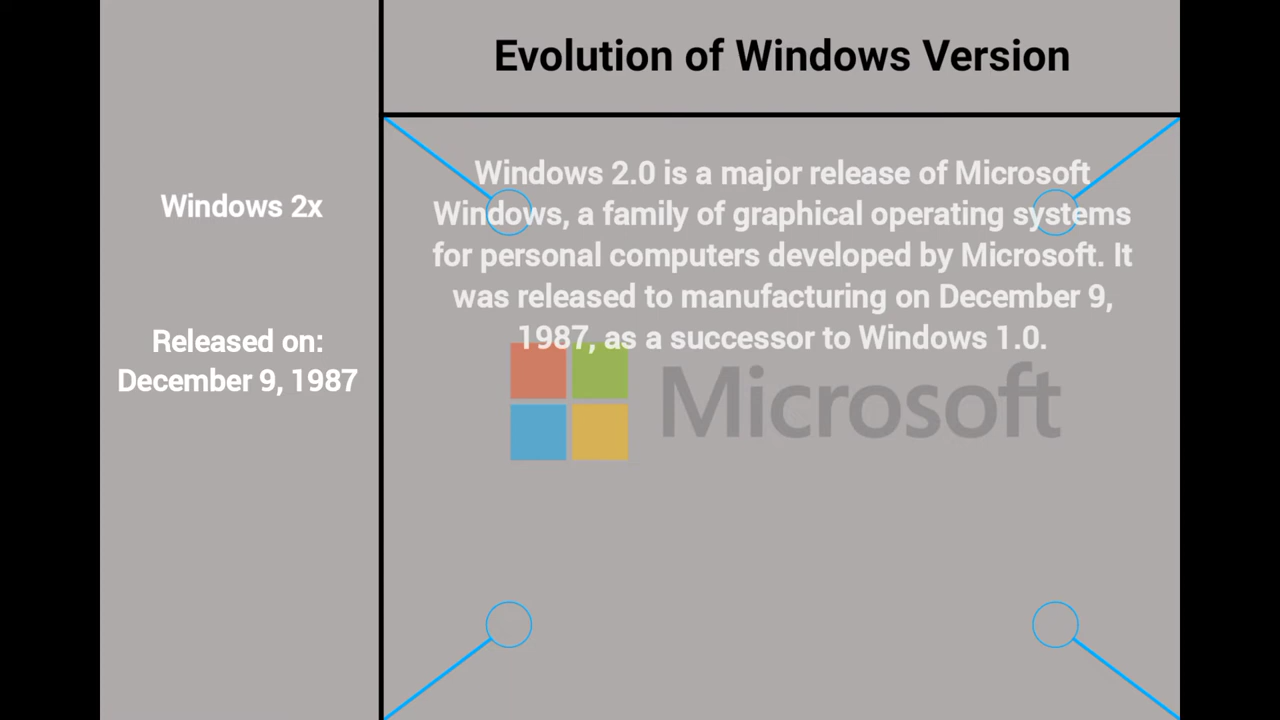 Evolution of Windows Version
Windows 2x
Released on:
December 9, 1987
Windows 2.0 is a major release of Microsoft
Windows, a family of graphical operating systems
for personal computers developed by Microsoft. It
was released to manufacturing on December 9,
1987, as a successor to Windows 1.0.
Microsoft